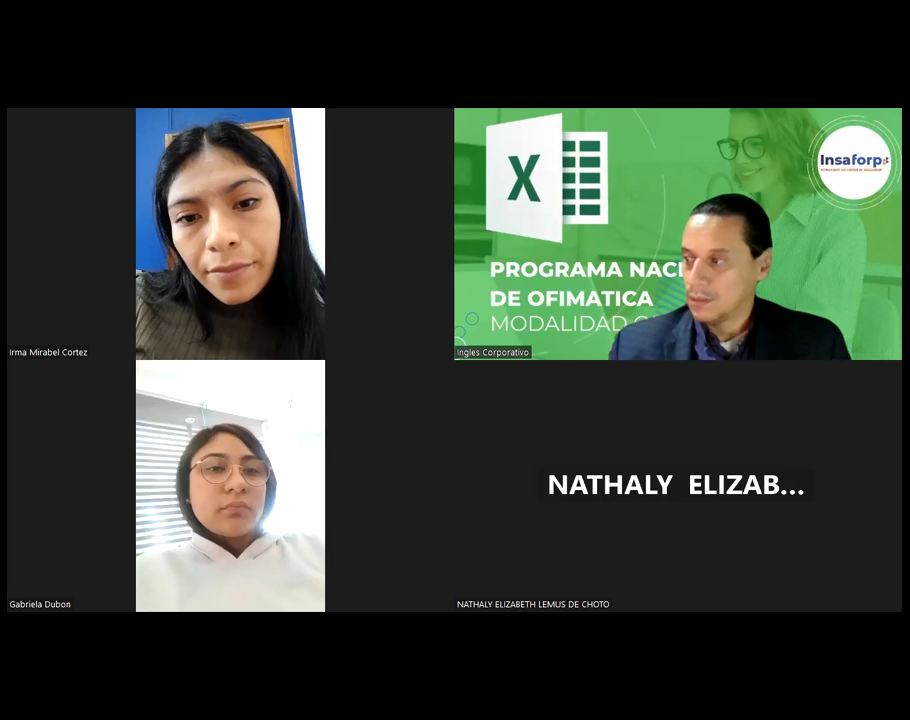 X
Insaforp
PROGRAMA NACI
DE OFIMATICA
MODALIDAD
Irma Mirabel Cortez
Ingles Corporativo
NATHALY ELIZAB...
Gabriela Dubon
NATHALY ELIZABETH LEMUS DE CHOTO